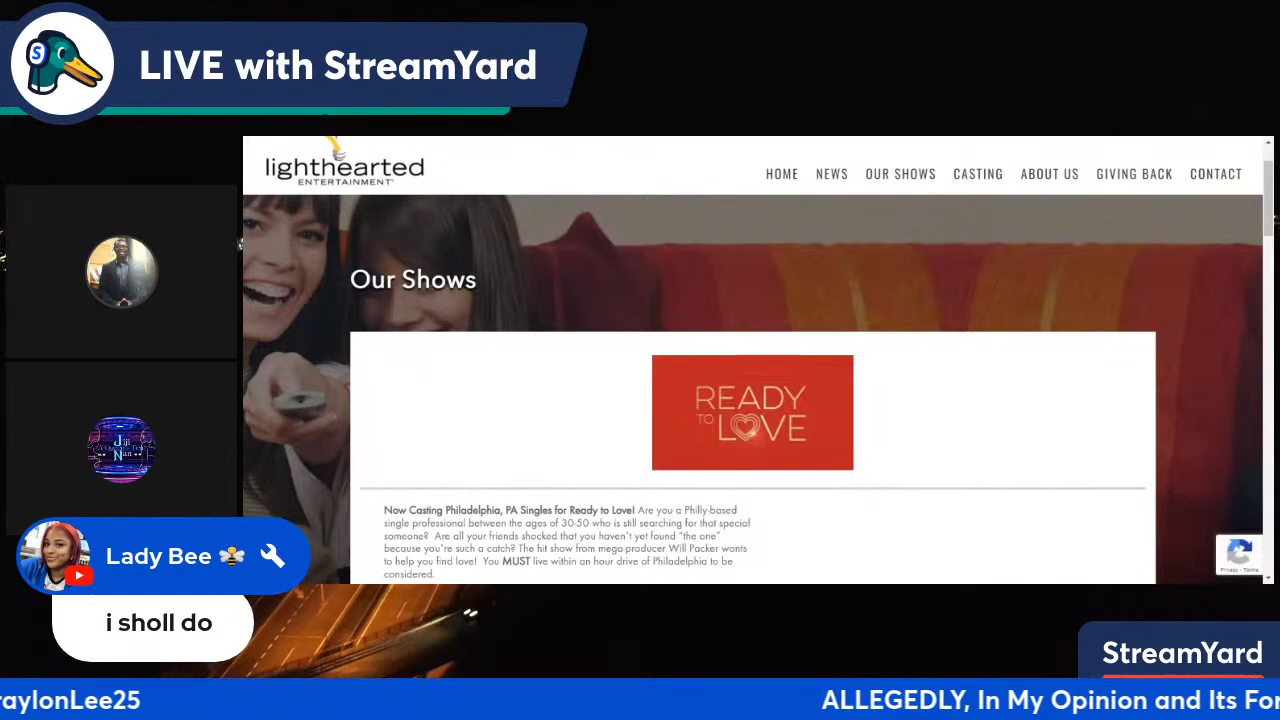 S
LIVE with StreamYard
lighthearted
ENTERTAINMENT
HOME NEWS OUR SHOWS CASTING ABOUT US GIVING BACK CONTACT
Our Shows
READY
TO LOVE
Now Casting Philadelphia, PA Singles for Ready to Love! Are you a Philly-based
single professional between the ages of 30-50 who is still searching for that special
someone? Are all your friends shocked that you haven't yet found "the one"
because you're such a catch? The hit show from mega-producer Will Packer wants
to help you find love! You MUST live within an hour drive of Philadelphia to be
considered.
Privacy - Terms
Jiji
Nan
Lady Bee
i sholl do
StreamYard
raylonLee25
ALLEGEDLY, In My Opinion and Its For